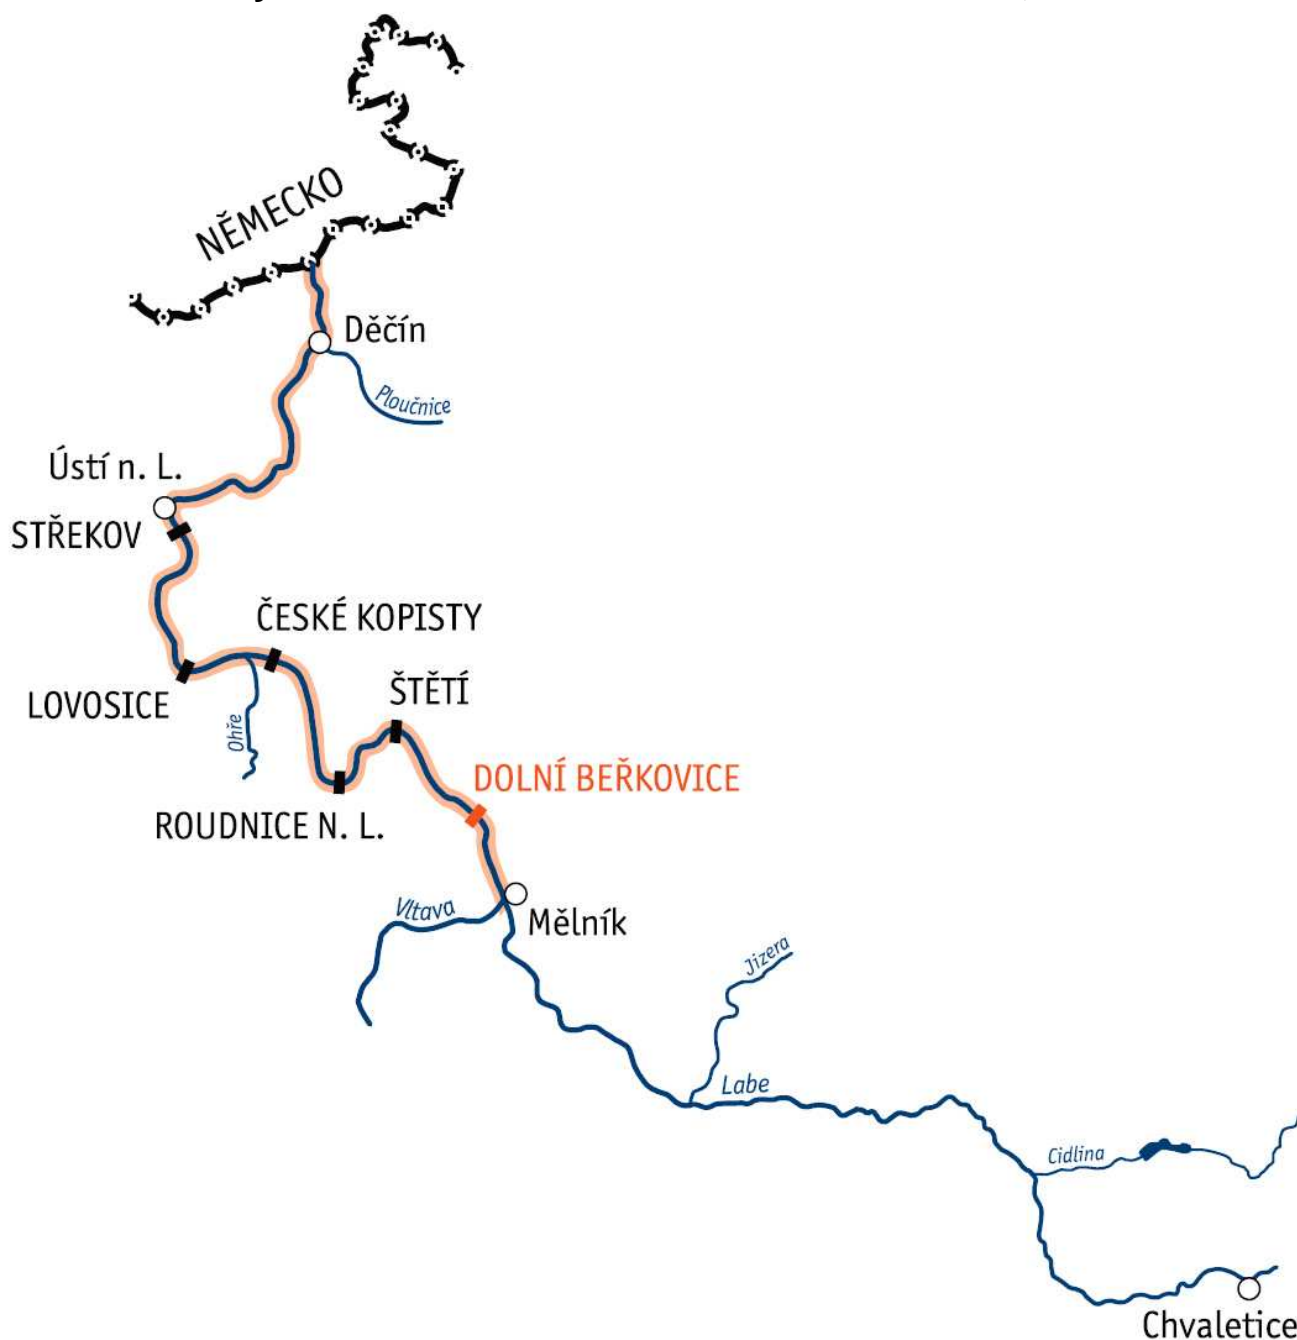 NĚMECKO
Děčín
Ploučnice
Ústí n. L.
STŘEKOV
ČESKÉ KOPISTY
ŠTĚTÍ
LOVOSICE
Ohře
DOLNÍ BEŘKOVICE
ROUDNICE N. L.
Vltava
Mělník
Jizera
Labe
Cidlina
Chvaletice